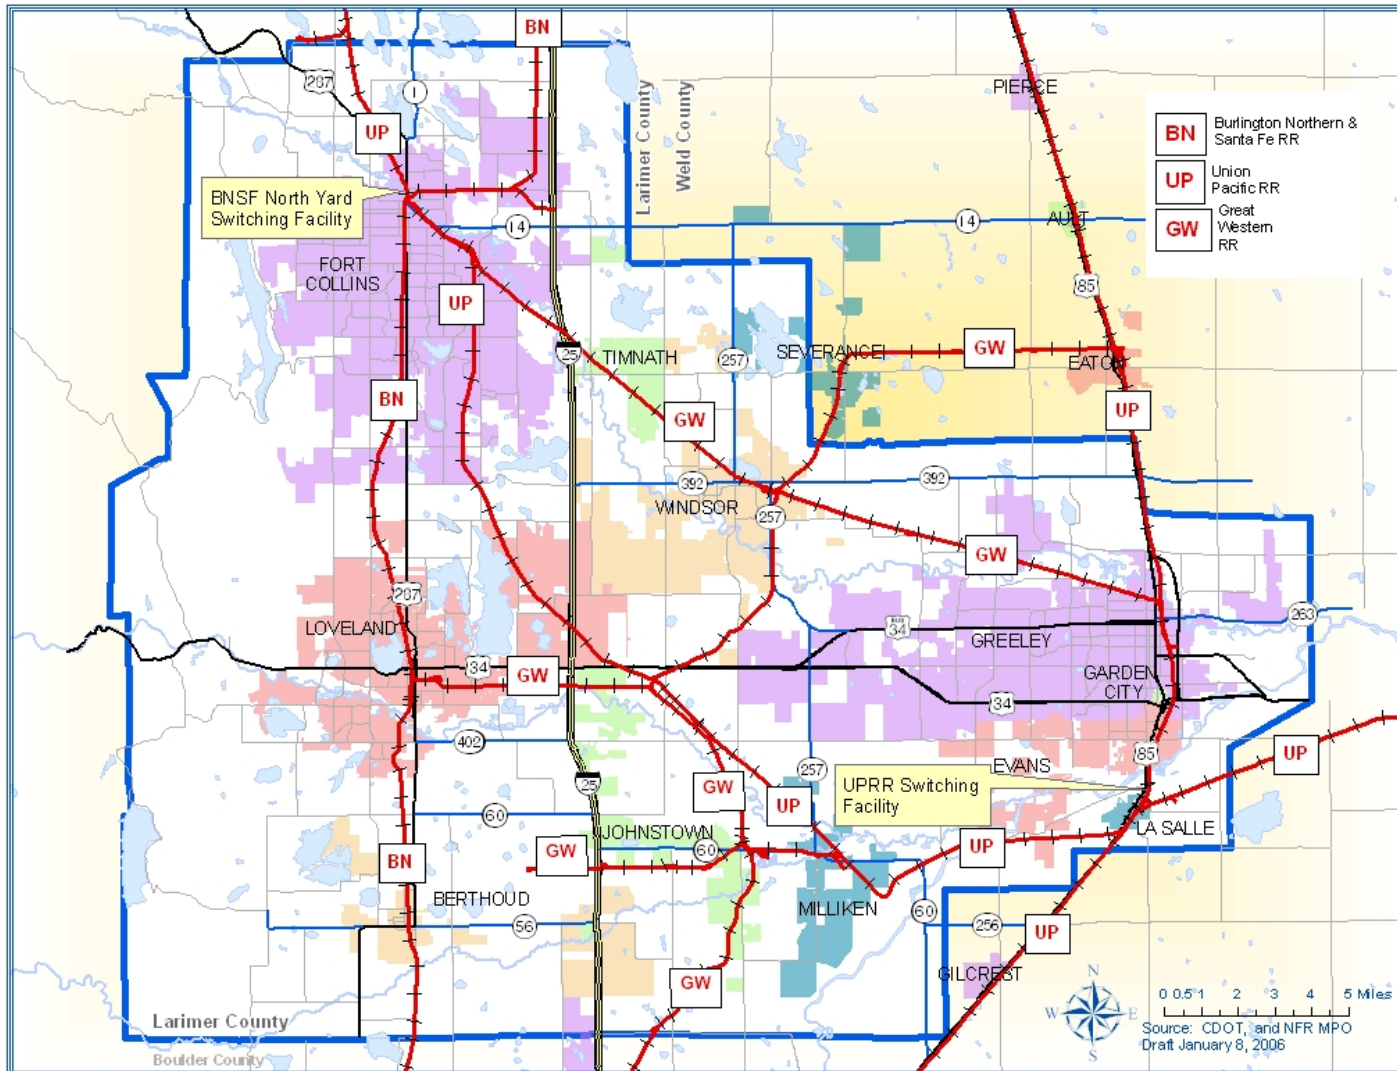 BN
287
1
PIERCE
Larimer County
Weld County
BN
Burlington Northern &
Santa Fe RR
UP
Union
Pacific RR
GW
Great
Western
RR
UP
BNSF North Yard
Switching Facility
14
14
AULT
FORT
COLLINS
85
UP
25
TIMNATH
257
SEVERANCE
GW
EATON
BN
GW
UP
392
392
WINDSOR
257
GW
287
LOVELAND
BUS
34
263
GREELEY
34
GW
GARDEN
CITY
34
402
EVANS
85
UP
25
GW
257
UPRR Switching
Facility
UP
60
JOHNSTOWN
60
LA SALLE
GW
UP
BN
BERTHOUD
MILLIKEN
60
56
256
UP
GW
GILCREST
N
W
E
S
0 0.5 1 2 3 4 5 Miles
Larimer County
Boulder County
Source: CDOT, and NFR MPO
Draft January 8, 2006